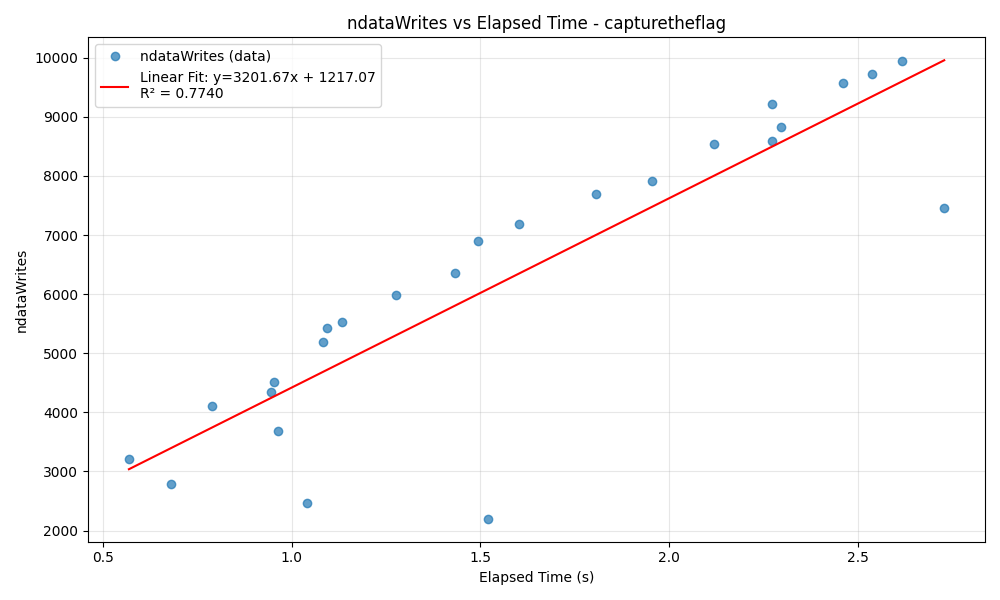 ndataWrites vs Elapsed Time - capturetheflag
ndataWrites (data)
Linear Fit: y=3201.67x + 1217.07
R² = 0.7740
10000
9000
8000
7000
6000
5000
4000
3000
2000
ndataWrites
0.5 1.0 1.5 2.0 2.5
Elapsed Time (s)